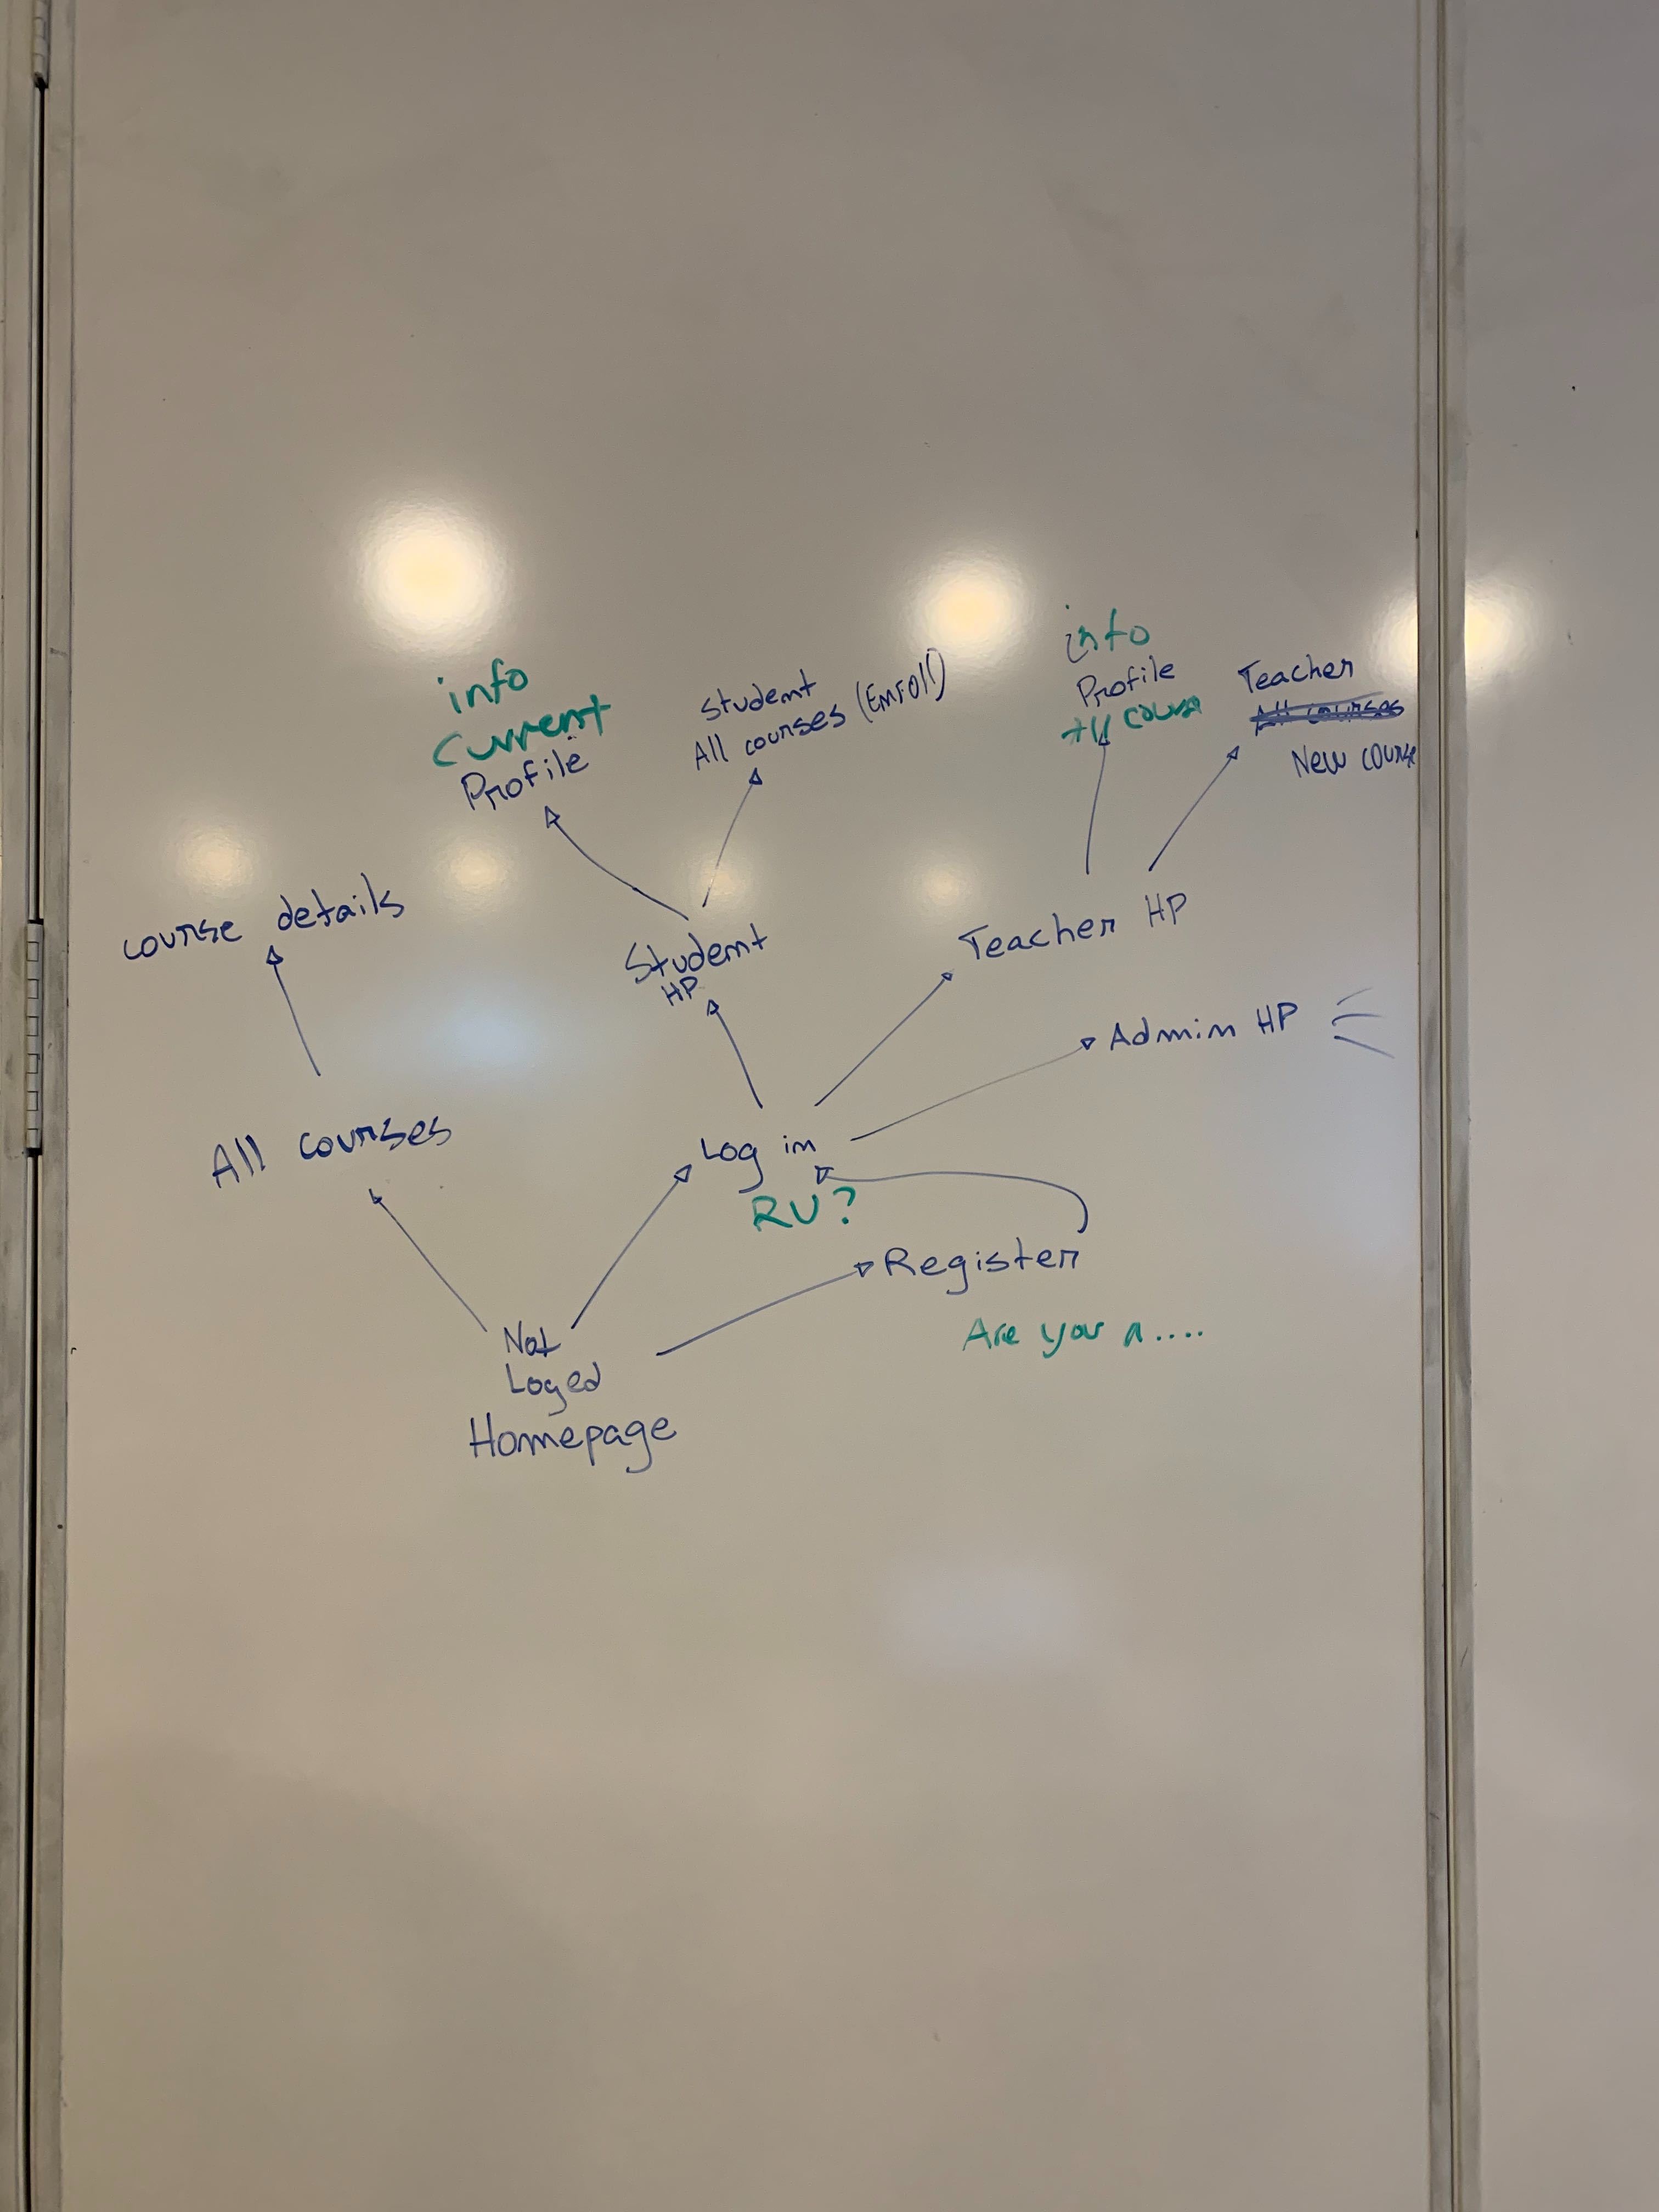 info
current
Profile
Student
All courses (Enroll)
info
Profile
course
Teacher
All courses
New course
course details
Student
HP
Teacher HP
Admin HP
All courses
Log in
RU?
Register
Are you a....
Not
Loged
Homepage